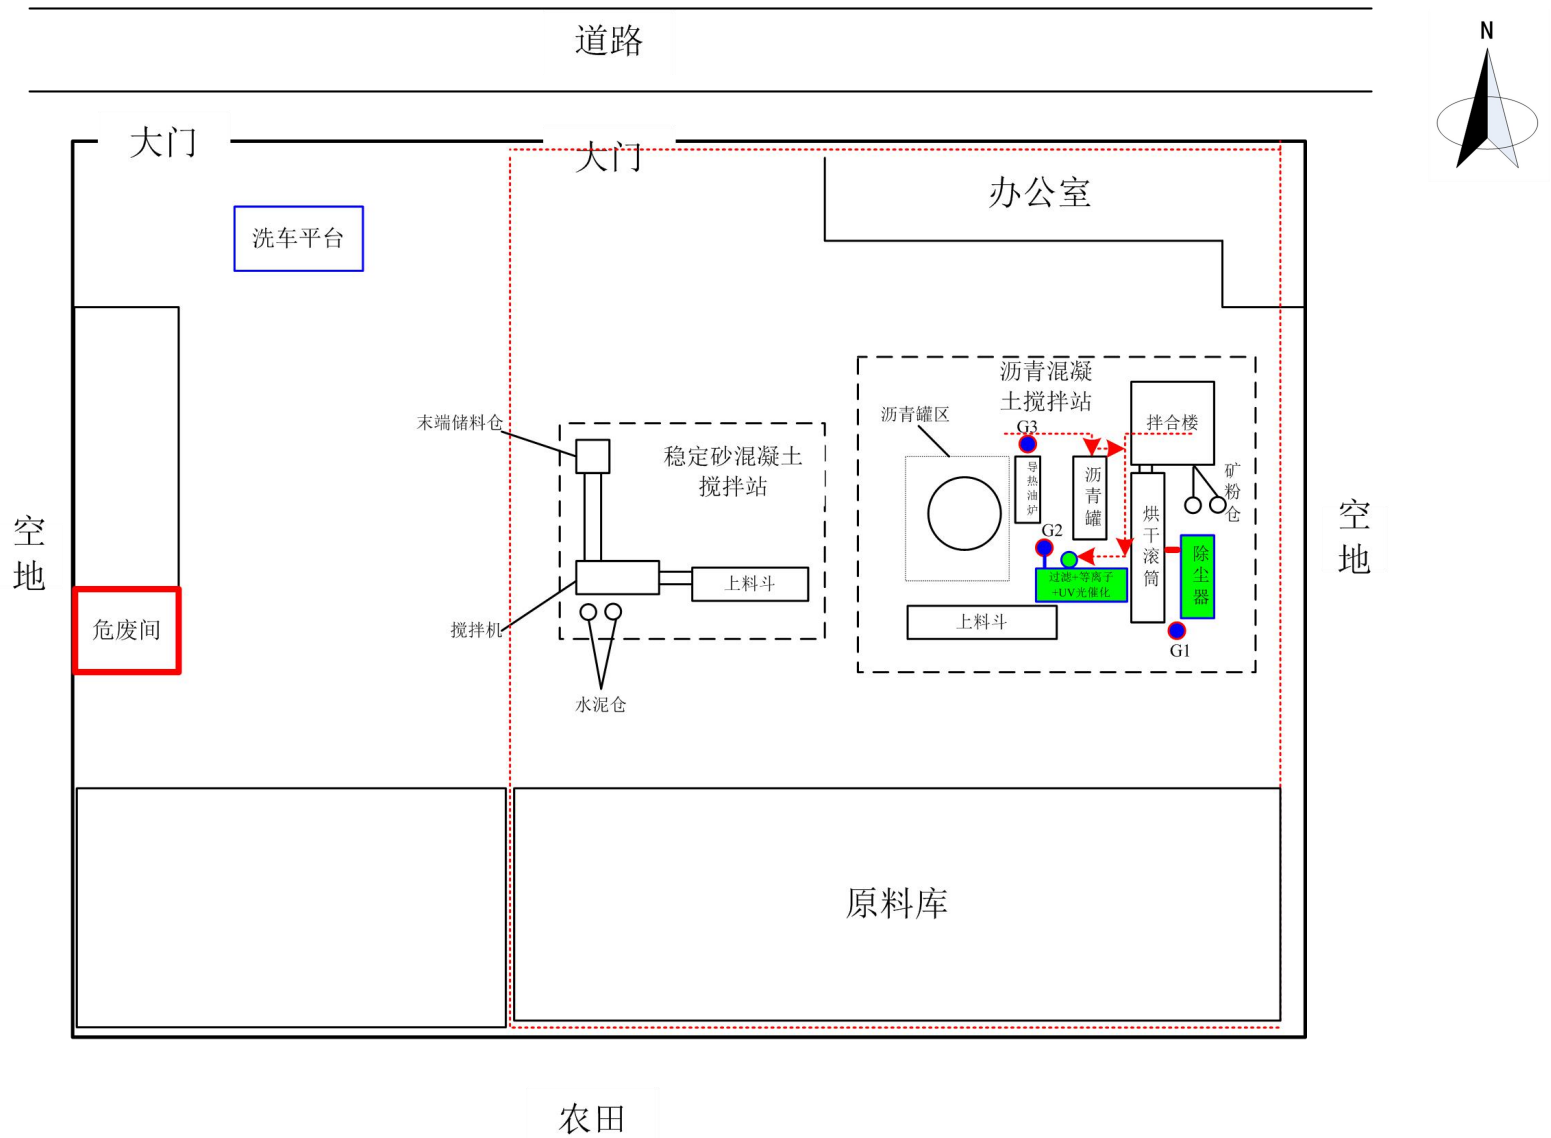 道路
N
大门
大门
办公室
洗车平台
沥青混凝
土搅拌站
沥青罐区
末端储料仓
拌合楼
G3
稳定砂混凝土
搅拌站
导热油炉
沥青罐
矿粉仓
空地
空地
烘干滚筒
G2
除尘器
过滤+等离子
+UV光催化
上料斗
上料斗
危废间
搅拌机
G1
水泥仓
原料库
农田